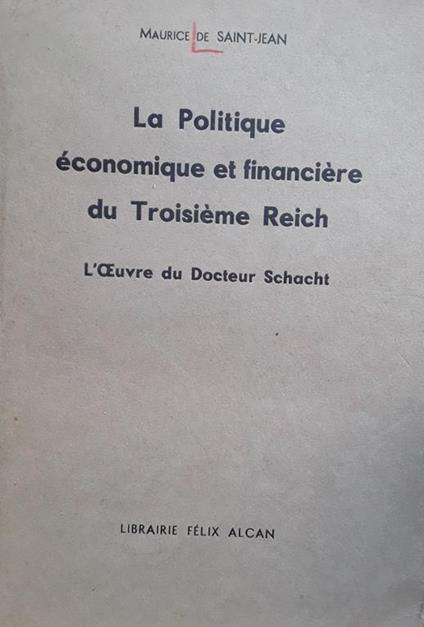 MAURICE DE SAINT-JEAN
La Politique
économique et financière
du Troisième Reich
L'Œuvre du Docteur Schacht
LIBRAIRIE FÉLIX ALCAN